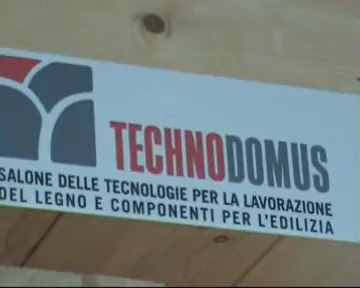 TECHNODOMUS
SALONE DELLE TECNOLOGIE PER LA LAVORAZIONE
DEL LEGNO E COMPONENTI PER L'EDILIZIA